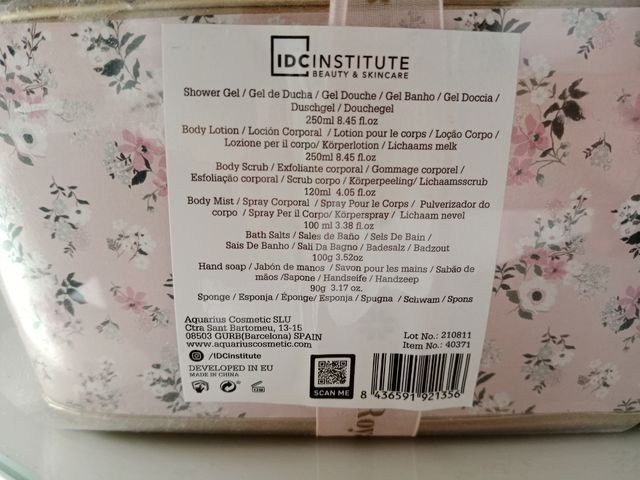 IDC INSTITUTE
BEAUTY & SKINCARE
Shower Gel / Gel de Ducha / Gel Douche / Gel Banho / Gel Doccia /
Duschgel / Douchegel
250ml 8.45 fl.oz
Body Lotion / Loción Corporal / Lotion pour le corps / Loção Corpo /
Lozione per il corpo/ Körperlotion / Lichaams melk
250ml 8.45 fl.oz
Body Scrub / Exfoliante corporal / Gommage corporel /
Esfoliação corporal / Scrub corpo / Körperpeeling/ Lichaamsscrub
120ml 4.05 fl.oz
Body Mist / Spray Corporal / Spray Pour le Corps / Pulverizador do
corpo / Spray Per il Corpo/ Körperspray / Lichaam nevel
100 ml 3.38 fl.oz
Bath Salts / Sales de Baño / Sels De Bain /
Sais De Banho / Sali Da Bagno / Badesalz / Badzout
100g 3.52oz
Hand soap / Jabón de manos / Savon pour les mains / Sabão de
mãos /Sapone / Handseife / Handzeep
90g 3.17 oz.
Sponge / Esponja / Éponge/ Esponja / Spugna / Schwam / Spons
Aquarius Cosmetic SLU
Ctra Sant Bartomeu, 13-15
08503 GURB(Barcelona) SPAIN
www.aquariuscosmetic.com
/IDCinstitute
DEVELOPED IN EU
MADE IN CHINA
Lot No.: 210811
Item No.: 40371
SCAN ME
8 436591 921356